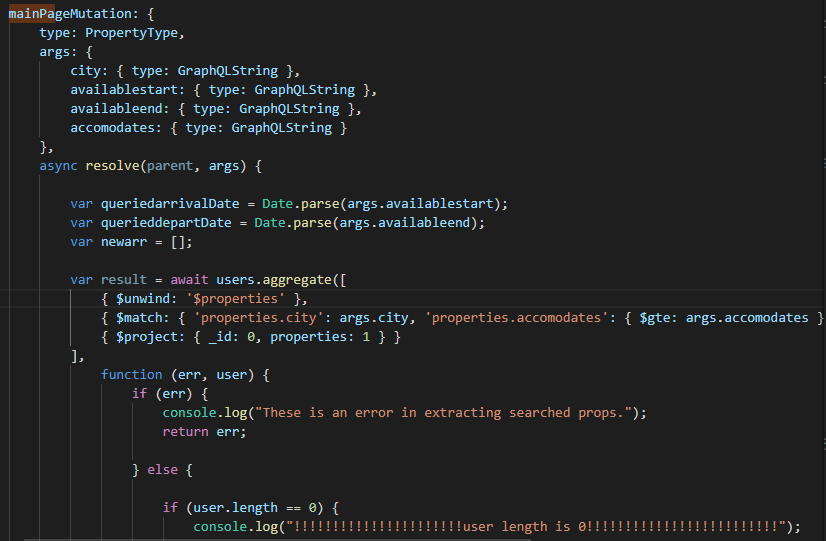 mainPageMutation: {
type: PropertyType,
args: {
city: { type: GraphQLString },
availablestart: { type: GraphQLString },
availableend: { type: GraphQLString },
accomodates: { type: GraphQLString }
},
async resolve(parent, args) {
var queriedarrivalDate = Date.parse(args.availablestart);
var querieddepartDate = Date.parse(args.availableend);
var newarr = [];
var result = await users.aggregate([
{ $unwind: '$properties' },
{ $match: { 'properties.city': args.city, 'properties.accomodates': { $gte: args.accomodates }
{ $project: { _id: 0, properties: 1 } }
],
function (err, user) {
if (err) {
console.log("These is an error in extracting searched props.");
return err;
} else {
if (user.length == 0) {
console.log("!!!!!!!!!!!!!!!!!!!!!!user length is 0!!!!!!!!!!!!!!!!!!!!!!!!!");